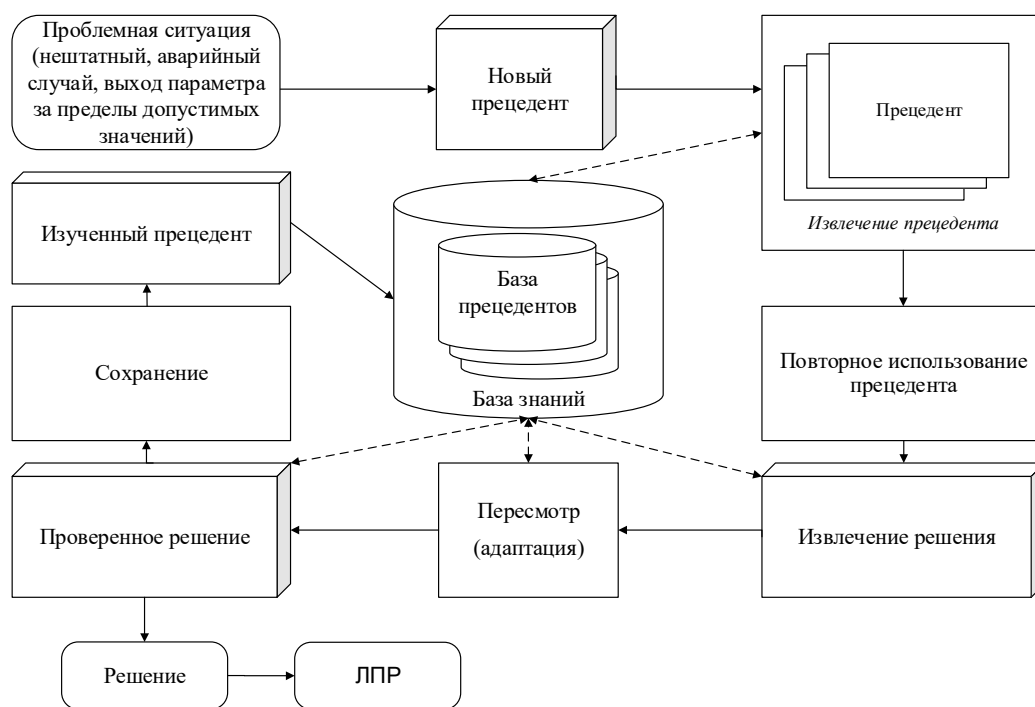 Проблемная ситуация
(нештатный, аварийный
случай, выход параметра
за пределы допустимых
значений)
Новый
прецедент
Прецедент
Извлечение прецедента
Изученный прецедент
База
прецедентов
База знаний
Сохранение
Повторное использование
прецедента
Проверенное решение
Пересмотр
(адаптация)
Извлечение решения
Решение
ЛПР